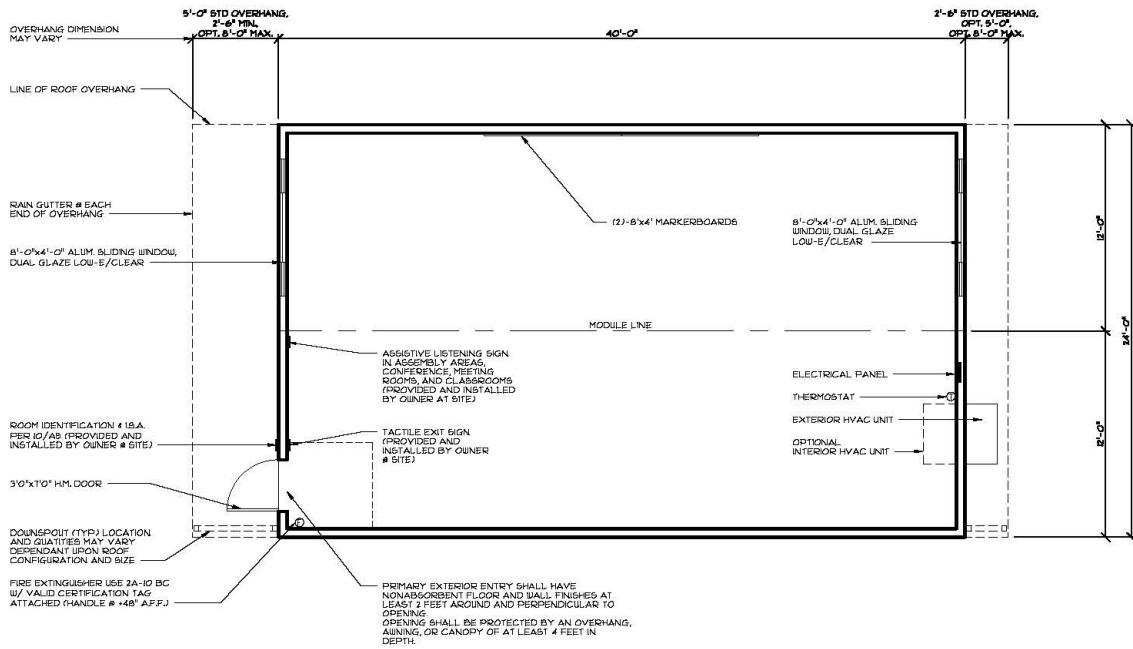 5'-0" STD OVERHANG,
2'-6" MIN.,
OPT. 8'-0" MAX.
2'-6" STD OVERHANG,
OPT. 5'-0",
OPT. 8'-0" MAX.
OVERHANG DIMENSION
MAY VARY
40'-0"
LINE OF ROOF OVERHANG
RAIN GUTTER @ EACH
END OF OVERHANG
(2)-8'x4' MARKERBOARDS
8'-0"x4'-0" ALUM. SLIDING
WINDOW, DUAL GLAZE
LOW-E/CLEAR
12'-0"
8'-0"x4'-0" ALUM. SLIDING WINDOW,
DUAL GLAZE LOW-E/CLEAR
MODULE LINE
24'-0"
ASSISTIVE LISTENING SIGN
IN ASSEMBLY AREAS,
CONFERENCE, MEETING
ROOMS, AND CLASSROOMS
(PROVIDED AND INSTALLED
BY OWNER AT SITE)
ELECTRICAL PANEL
THERMOSTAT
T
EXTERIOR HVAC UNIT
12'-0"
OPTIONAL
INTERIOR HVAC UNIT
ROOM IDENTIFICATION & I.S.A.
PER 10/A8 (PROVIDED AND
INSTALLED BY OWNER @ SITE)
TACTILE EXIT SIGN
(PROVIDED AND
INSTALLED BY OWNER
@ SITE)
3'0"x7'0" H.M. DOOR
F
DOWNSPOUT (TYP) LOCATION
AND QUATITIES MAY VARY
DEPENDANT UPON ROOF
CONFIGURATION AND SIZE
FIRE EXTINGUISHER USE 2A-10 BC
W/ VALID CERTIFICATION TAG
ATTACHED (HANDLE @ +48" A.F.F.)
PRIMARY EXTERIOR ENTRY SHALL HAVE
NONABSORBENT FLOOR AND WALL FINISHES AT
LEAST 2 FEET AROUND AND PERPENDICULAR TO
OPENING.
OPENING SHALL BE PROTECTED BY AN OVERHANG,
AWNING, OR CANOPY OF AT LEAST 4 FEET IN
DEPTH.